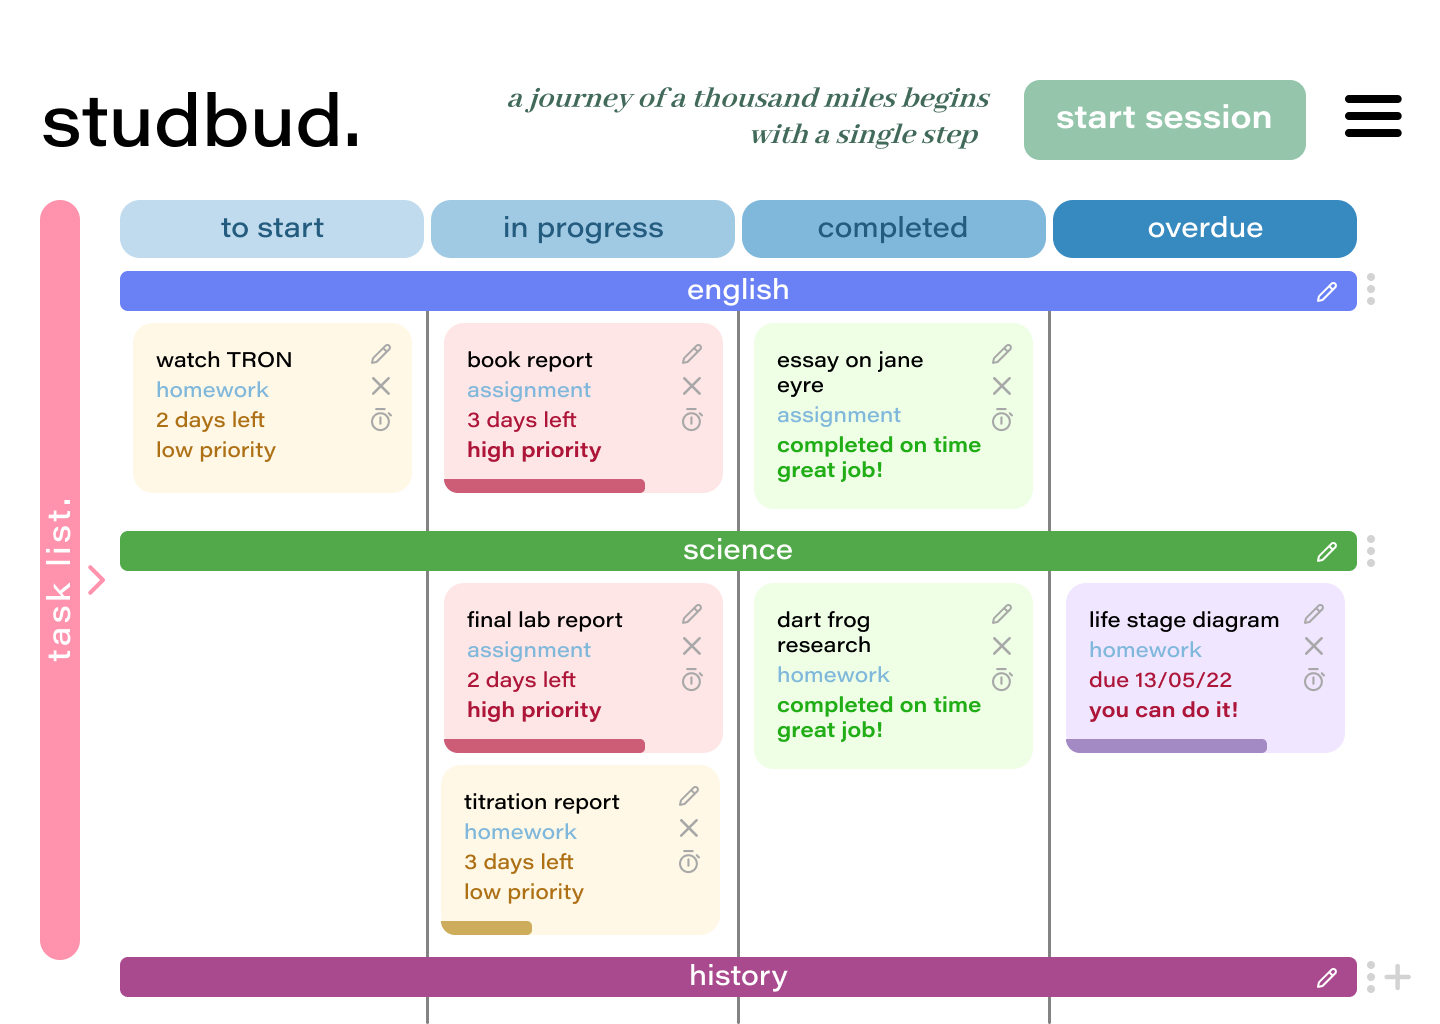 studbud.
a journey of a thousand miles begins
with a single step
start session
task list.
to start
in progress
completed
overdue
english
watch TRON
homework
2 days left
low priority
book report
assignment
3 days left
high priority
essay on jane
eyre
assignment
completed on time
great job!
science
final lab report
assignment
2 days left
high priority
titration report
homework
3 days left
low priority
dart frog
research
homework
completed on time
great job!
life stage diagram
homework
due 13/05/22
you can do it!
history